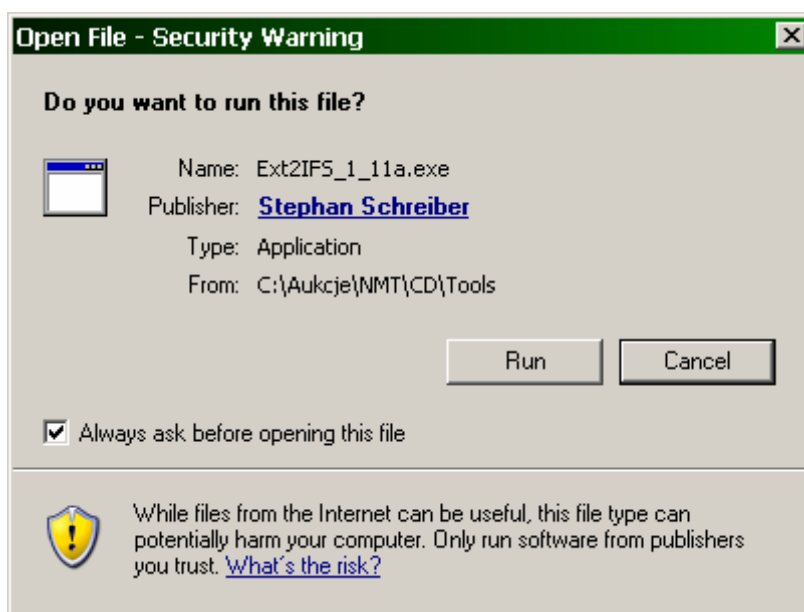 Open File - Security Warning
Do you want to run this file?
Name: Ext2IFS_1_11a.exe
Publisher: Stephan Schreiber
Type: Application
From: C:\Aukcje\NMT\CD\Tools
Run Cancel
Always ask before opening this file
While files from the Internet can be useful, this file type can
potentially harm your computer. Only run software from publishers
you trust. What's the risk?